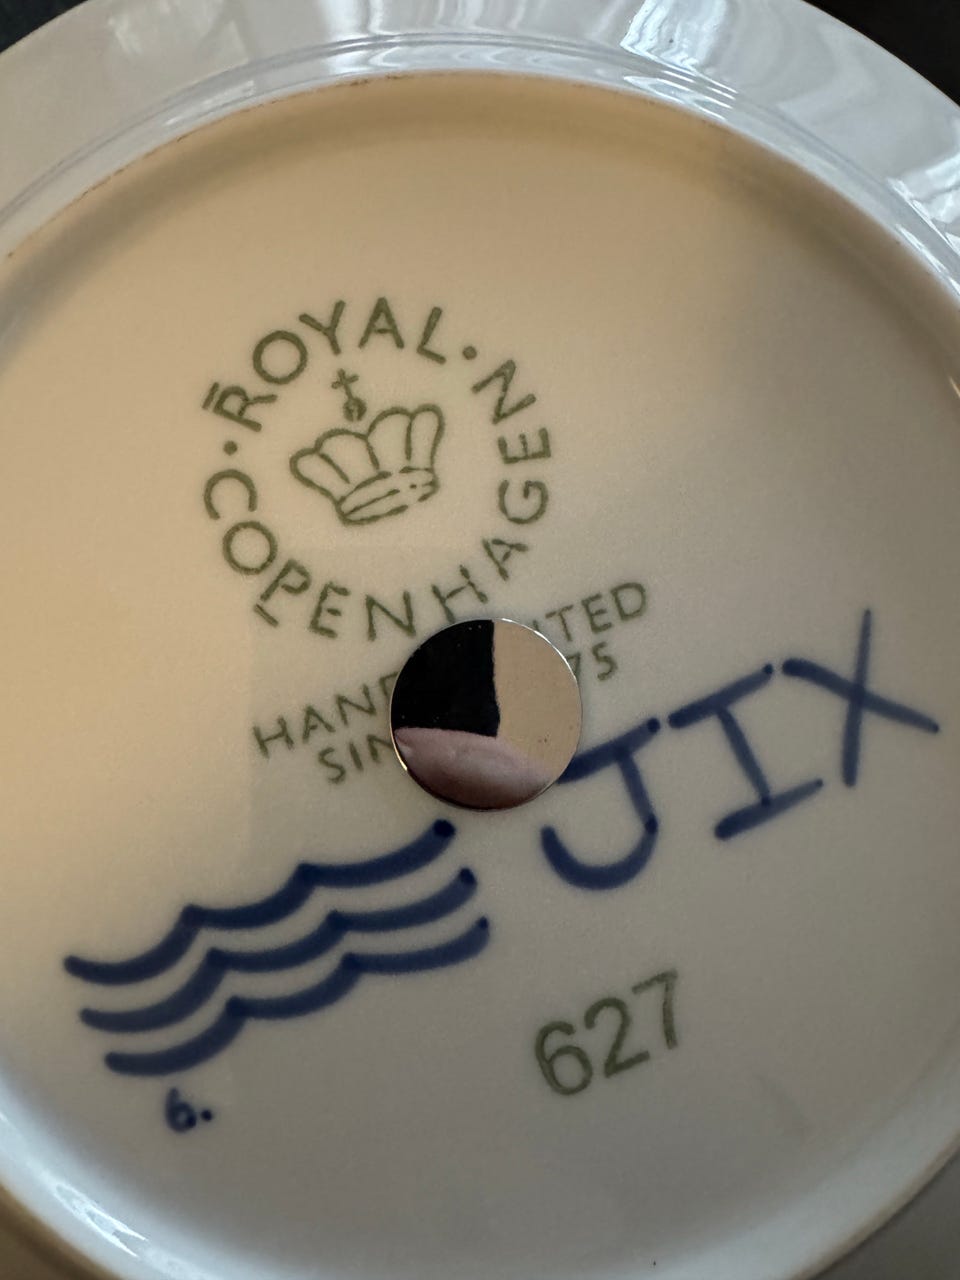 ROYAL · COPENHAGEN ·
JIX
627
6.